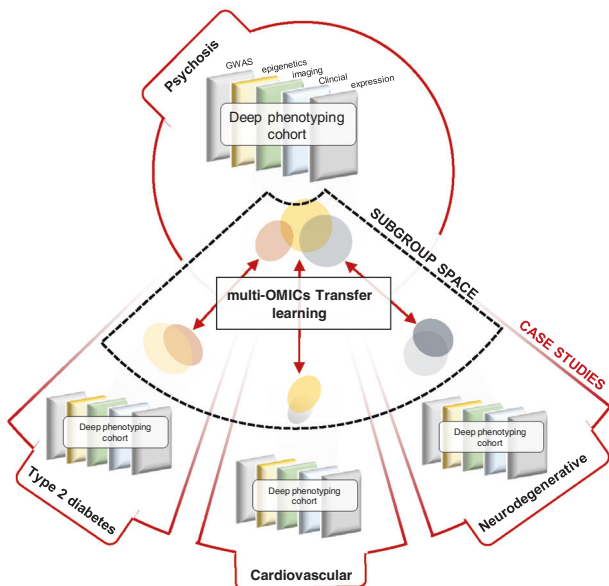 Psychosis
GWAS
epigenetics
imaging
Clincial
expression
Deep phenotyping
cohort
SUBGROUP SPACE
multi-OMICs Transfer
learning
CASE STUDIES
Deep phenotyping
cohort
Type 2 diabetes
Deep phenotyping
cohort
Cardiovascular
Deep phenotyping
cohort
Neurodegenerative